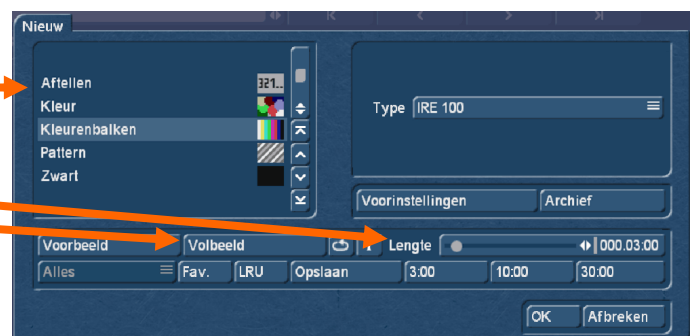 Nieuw
Aftellen 321..
Kleur
Kleurenbalken
Pattern
Zwart
Type IRE 100
Voorinstellingen Archief
Voorbeeld Volbeeld Lengte 000.03:00
Alles Fav. LRU Opslaan 3:00 10:00 30:00
OK Afbreken